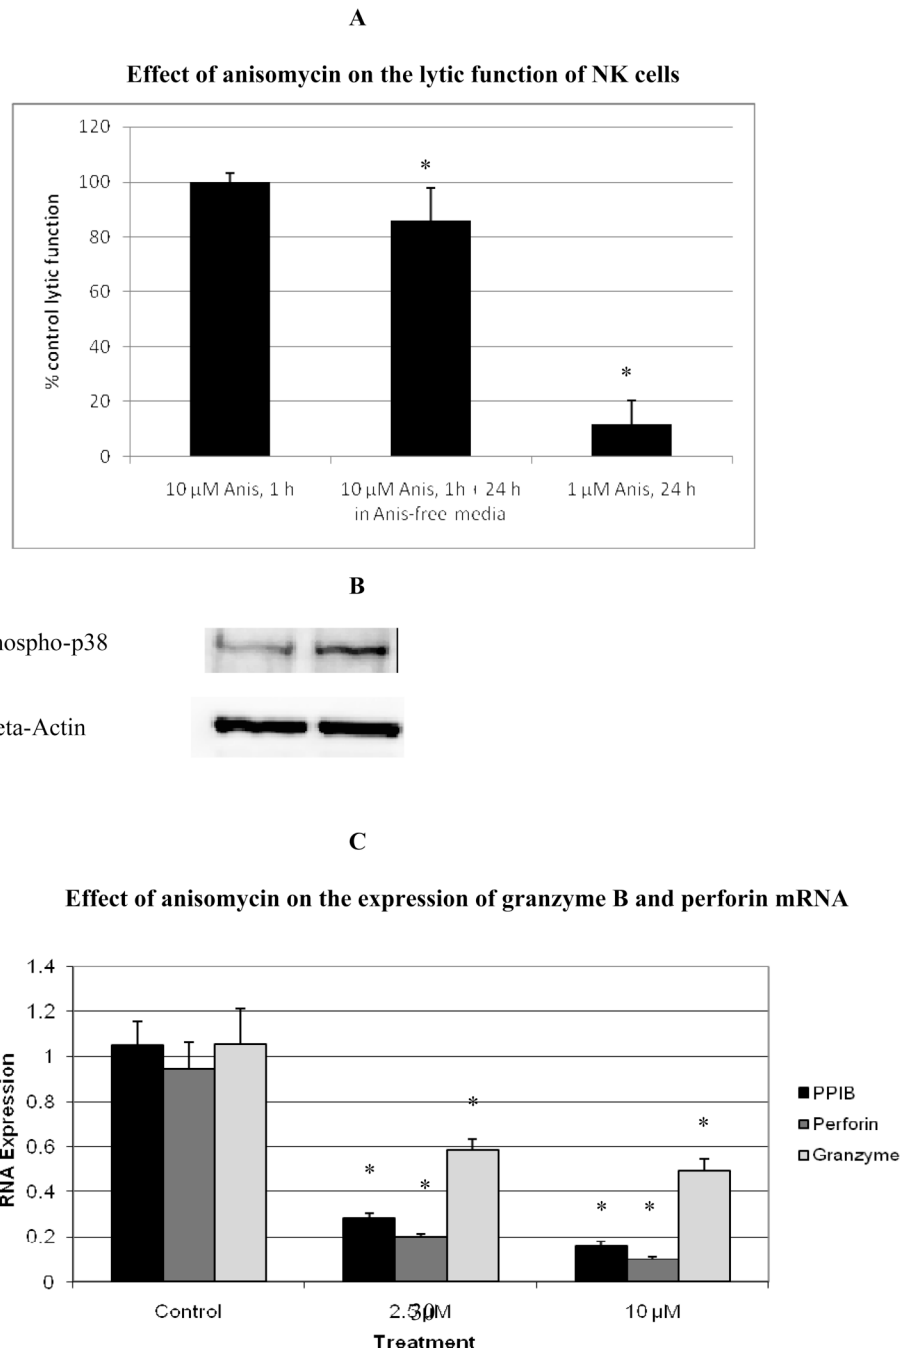 A
Effect of anisomycin on the lytic function of NK cells
120
100
80
60
40
20
0
% control lytic function
*
*
10 µM Anis, 1 h
10 µM Anis, 1h + 24 h
in Anis-free media
1 µM Anis, 24 h
B
hospho-p38
eta-Actin
C
Effect of anisomycin on the expression of granzyme B and perforin mRNA
1.4
1.2
1
0.8
0.6
0.4
0.2
0
RNA Expression
*
*
*
*
*
*
PPIB
Perforin
Granzyme
Control
10 µM
Treatment